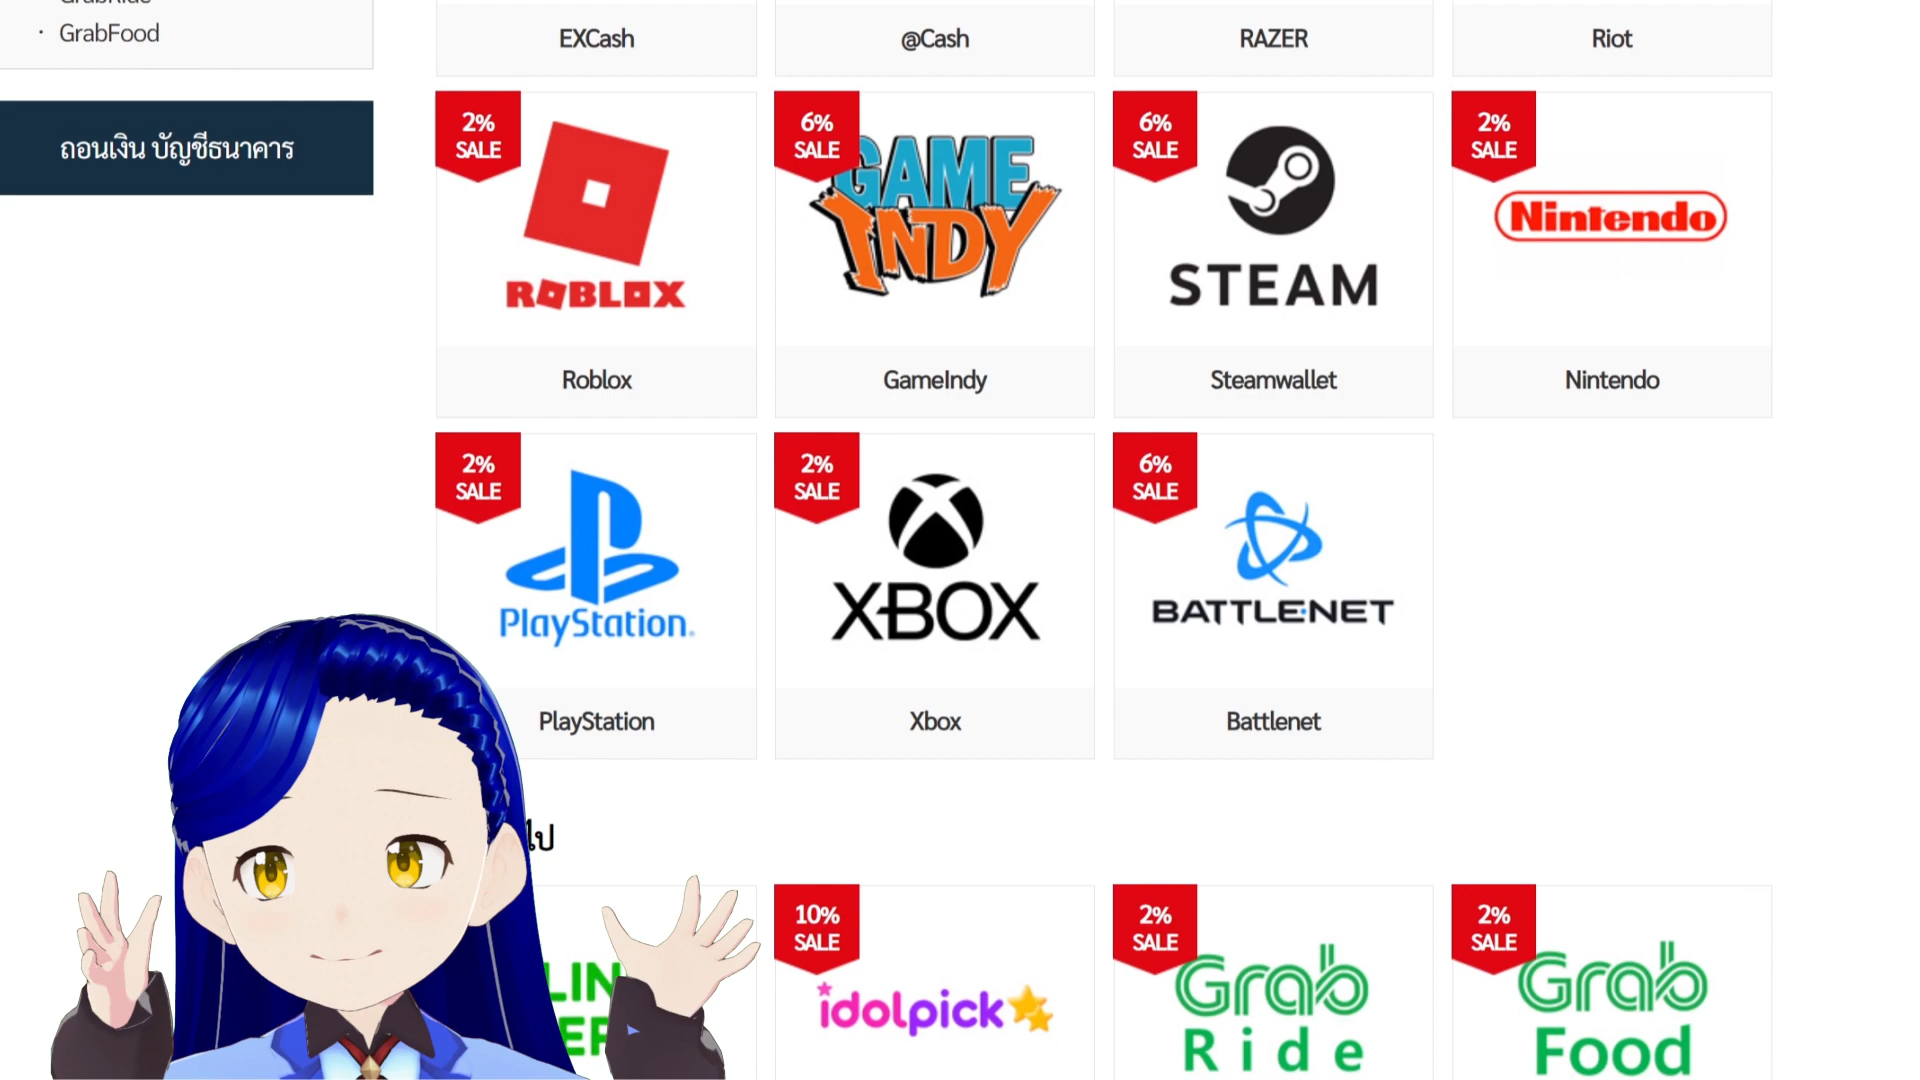 GrabFood
ถอนเงิน บัญชีธนาคาร
EXCash
@Cash
RAZER
Riot
2%
SALE
ROBLOX
Roblox
6%
SALE
GAME
INDY
GameIndy
6%
SALE
STEAM
Steamwallet
2%
SALE
Nintendo
Nintendo
2%
SALE
PlayStation
PlayStation
2%
SALE
XBOX
Xbox
6%
SALE
BATTLE.NET
Battlenet
10%
SALE
idolpick
2%
SALE
Grab
Ride
2%
SALE
Grab
Food